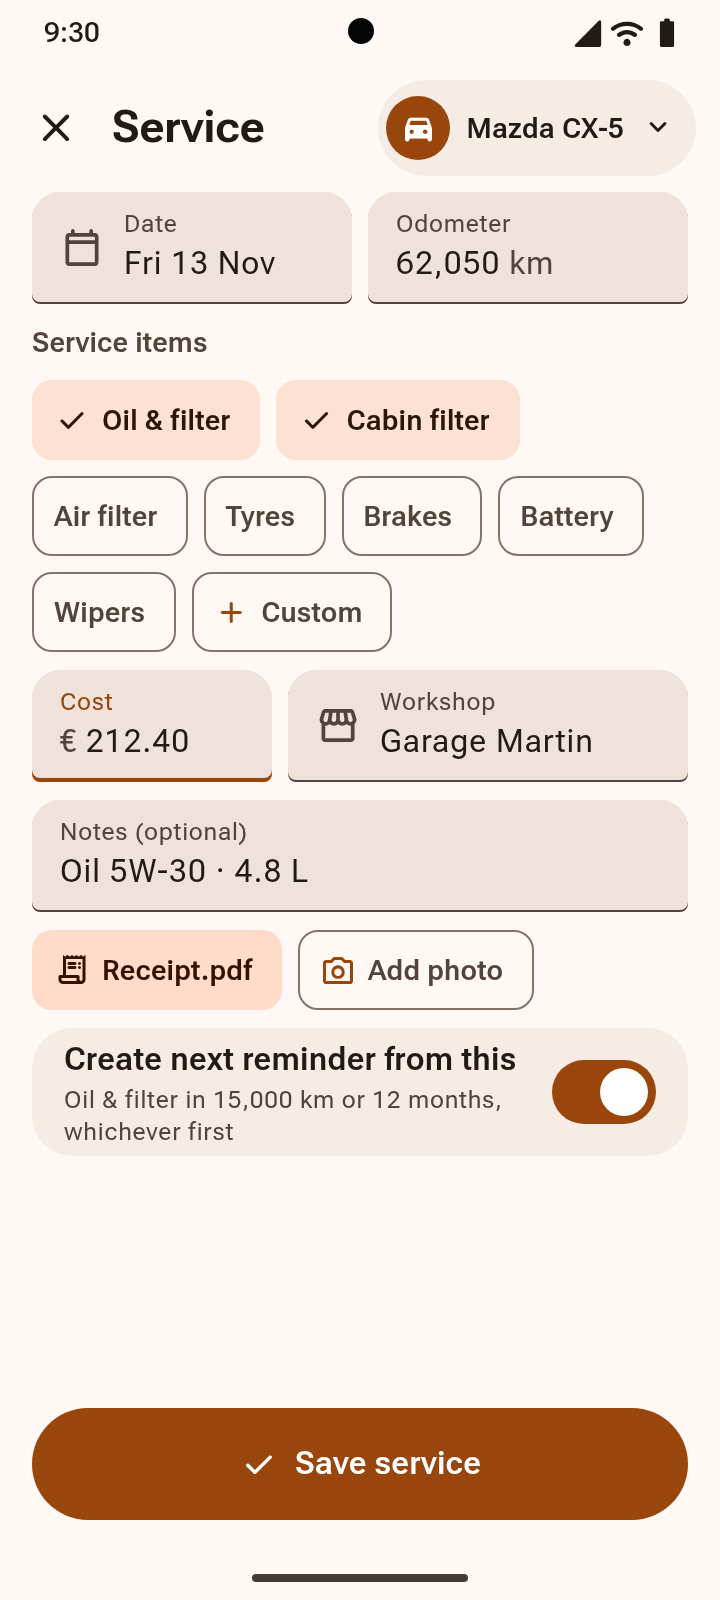 9:30
Service
Mazda CX-5
Date
Fri 13 Nov
Odometer
62,050 km
Service items
Oil & filter
Cabin filter
Air filter
Tyres
Brakes
Battery
Wipers
Custom
Cost
€ 212.40
Workshop
Garage Martin
Notes (optional)
Oil 5W-30 · 4.8 L
Receipt.pdf
Add photo
Create next reminder from this
Oil & filter in 15,000 km or 12 months,
whichever first
Save service